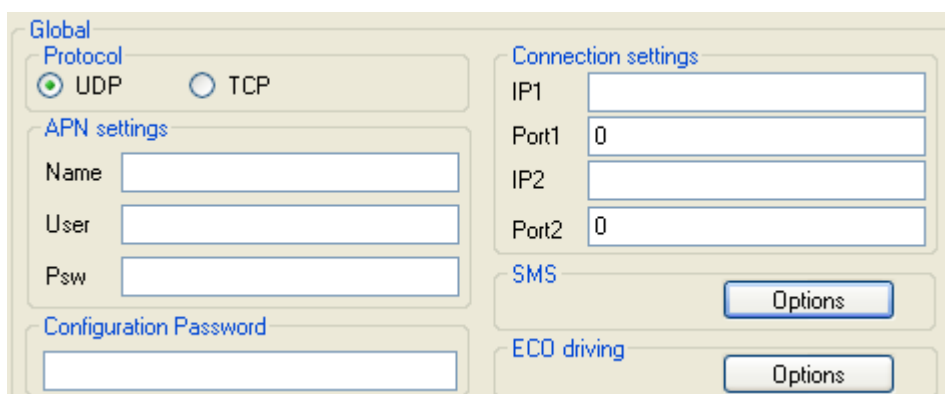 Global
Protocol
UDP TCP
APN settings
Name
User
Psw
Configuration Password
Connection settings
IP1
Port1 0
IP2
Port2 0
SMS
Options
ECO driving
Options